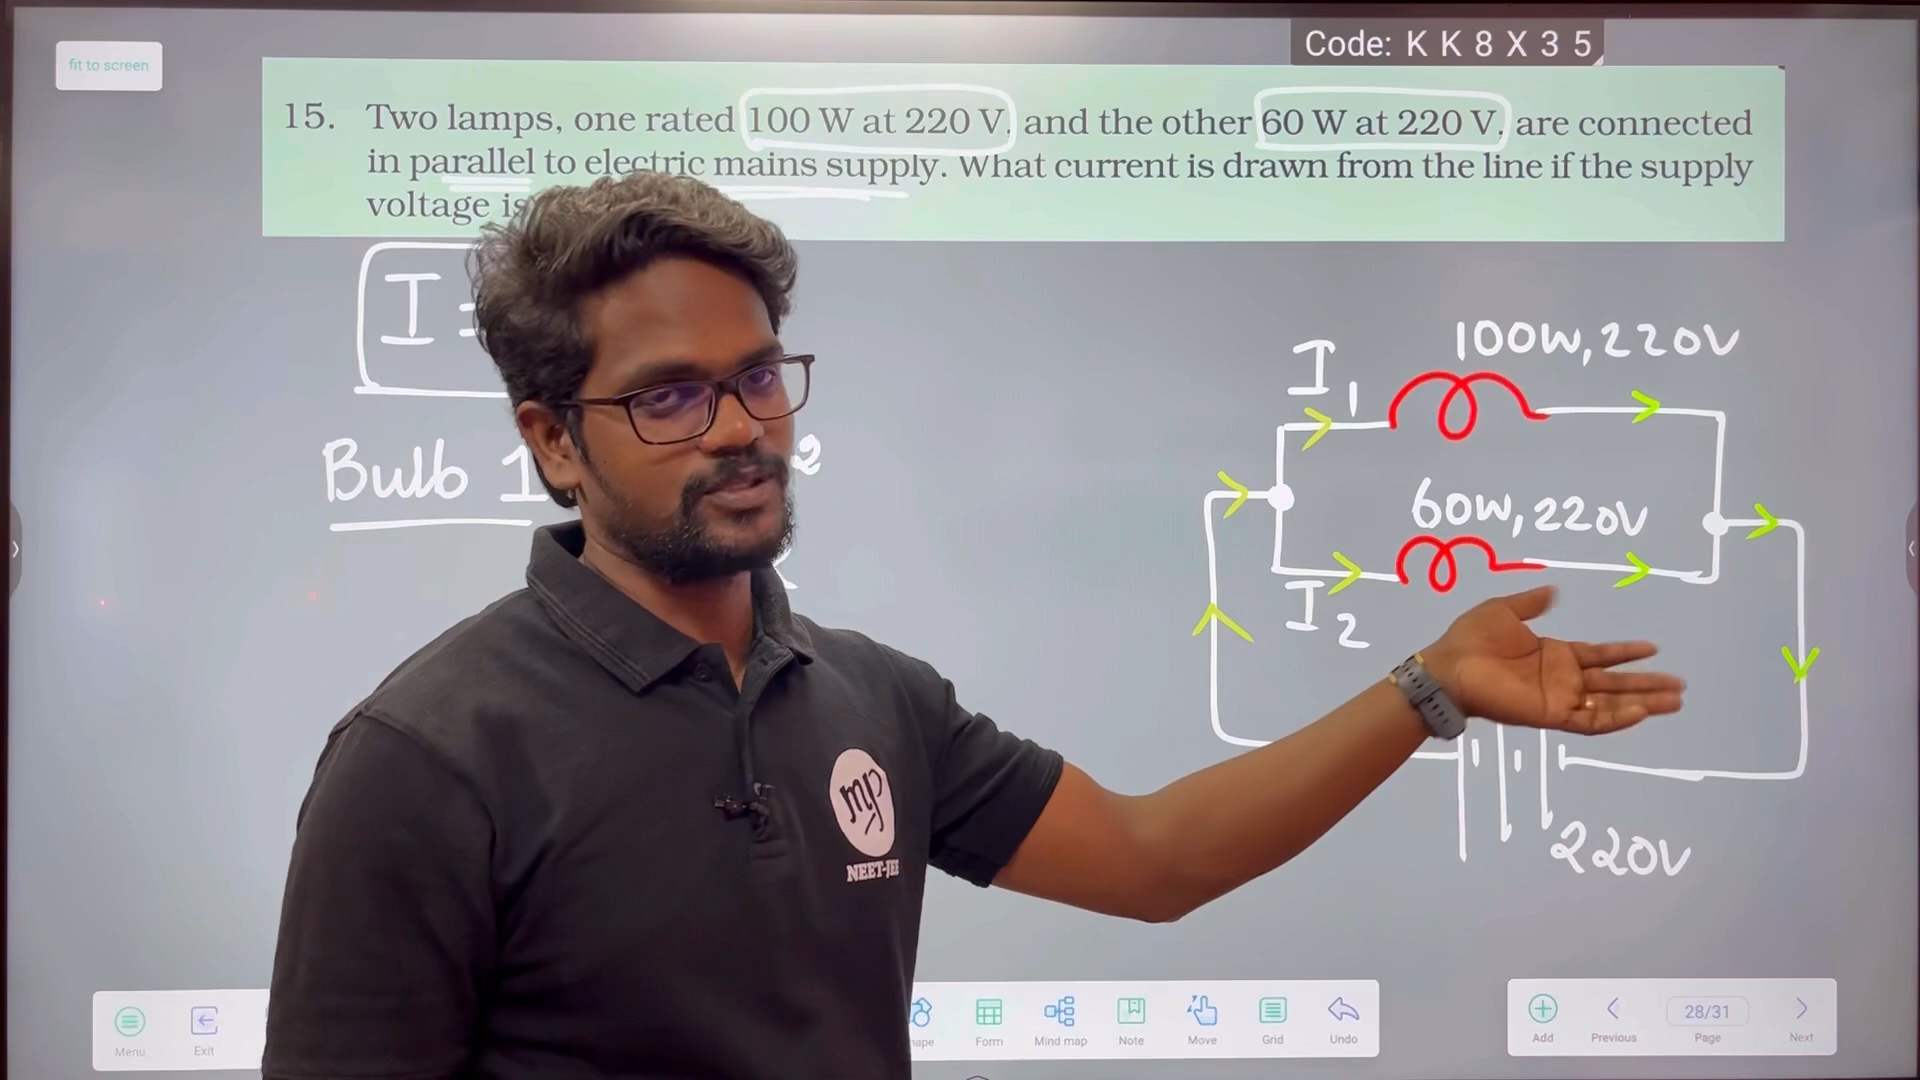 fit to screen
Code: K K 8 X 3 5
15. Two lamps, one rated 100 W at 220 V, and the other 60 W at 220 V, are connected
in parallel to electric mains supply. What current is drawn from the line if the supply
voltage is
I =
100W, 220V
I1
Bulb 1
2
60W, 220V
I2
220V
mp
NEET-JEE
Menu
Exit
Form
Mind map
Note
Move
Grid
Undo
Add
Previous
28/31
Page
Next